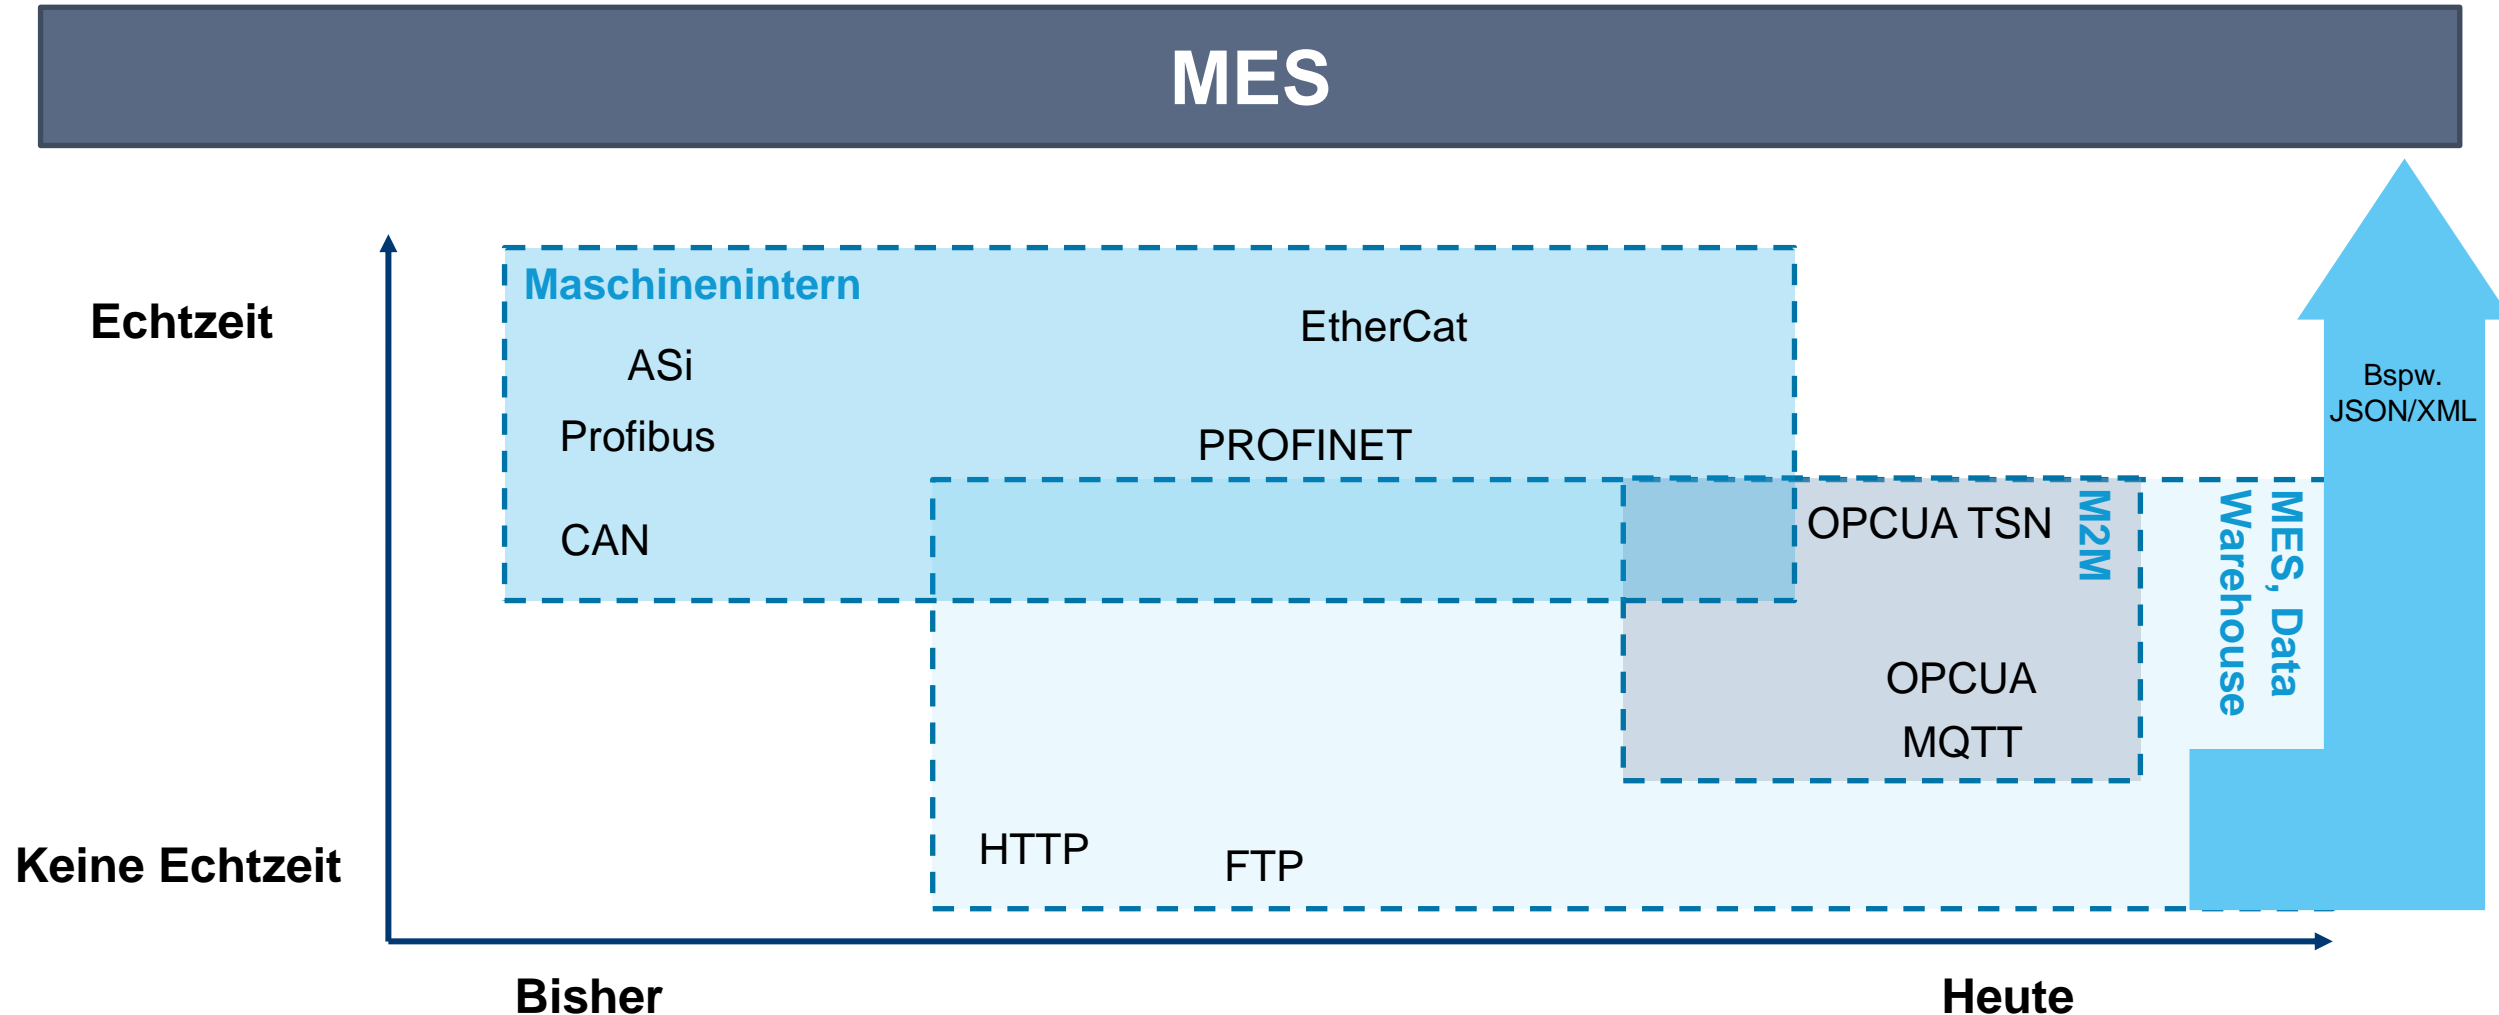 MES
Echtzeit
Maschinenintern
EtherCat
ASi
Profibus
PROFINET
Bspw.
JSON/XML
CAN
OPCUA TSN
M2M
MES, Data
Warehouse
OPCUA
MQTT
HTTP
FTP
Keine Echtzeit
Bisher
Heute